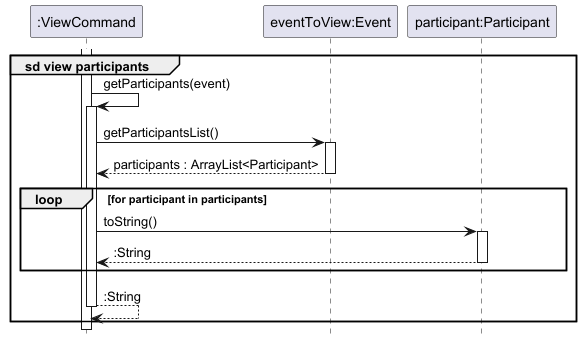 :ViewCommand
eventToView:Event
participant:Participant
sd view participants
getParticipants(event)
getParticipantsList()
participants : ArrayList<Participant>
loop
[for participant in participants]
toString()
:String
:String